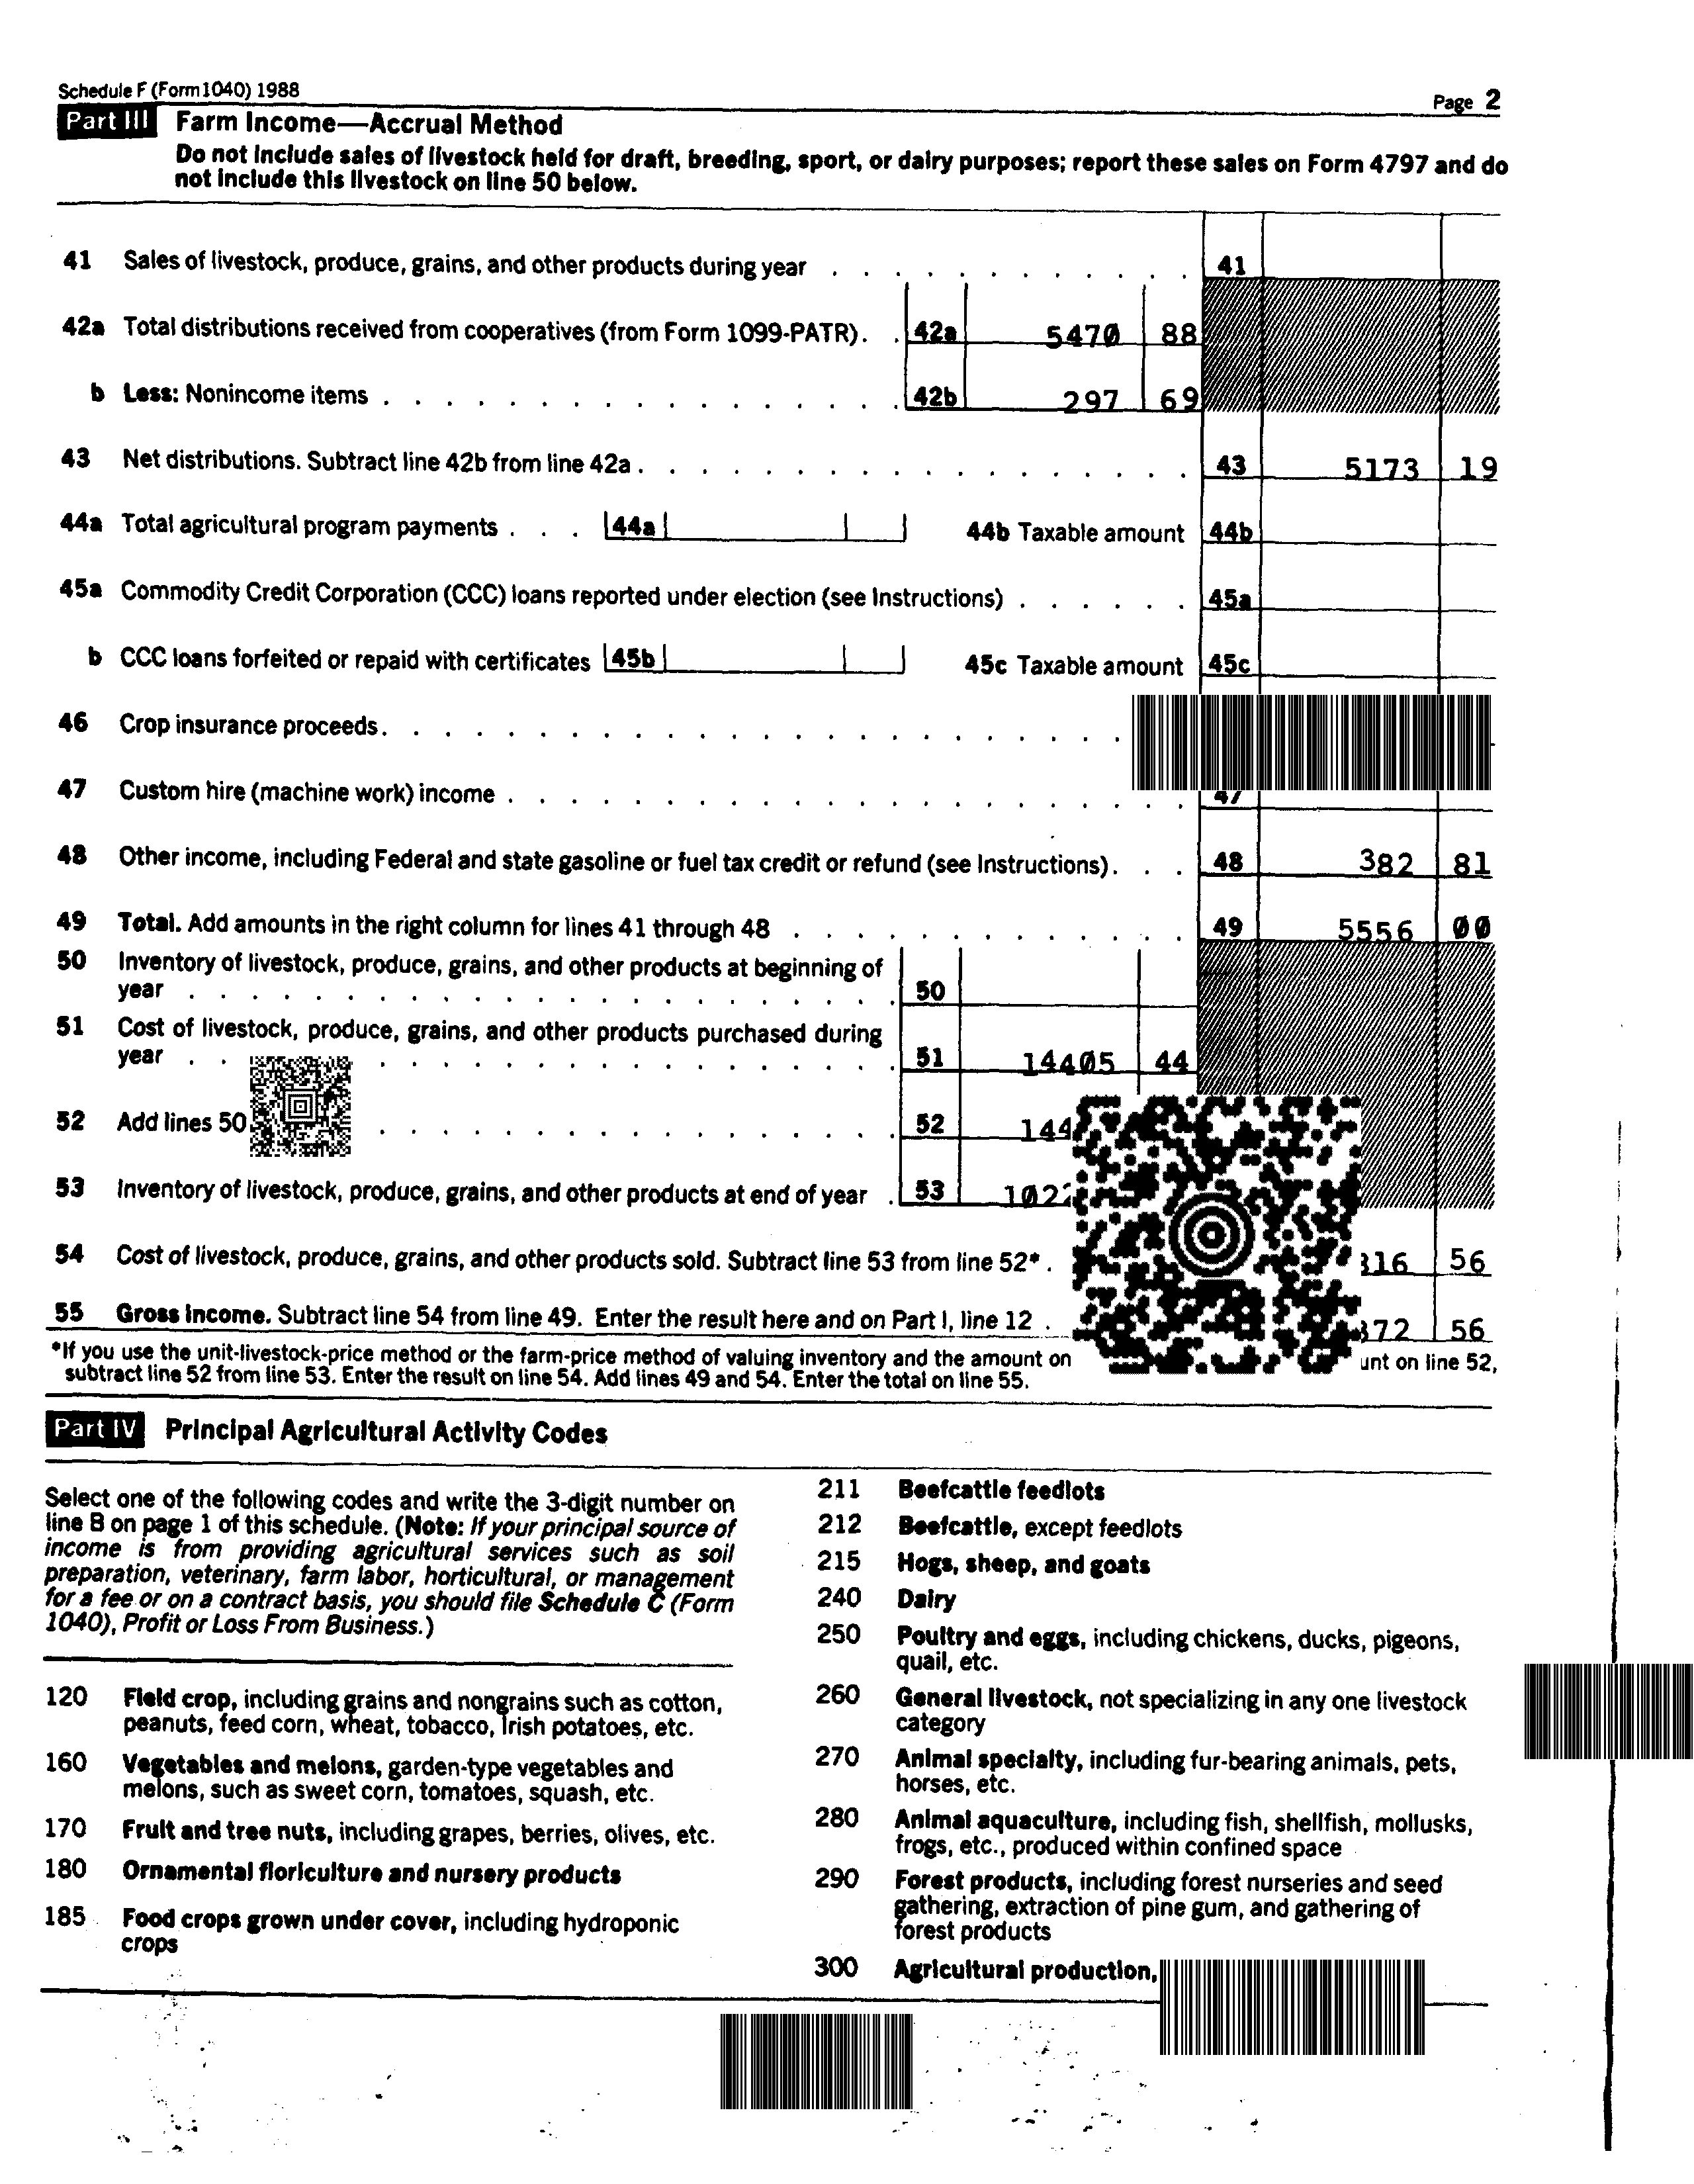 Schedule F (Form 1040) 1988
Page 2
Part III Farm Income—Accrual Method
Do not include sales of livestock held for draft, breeding, sport, or dairy purposes; report these sales on Form 4797 and do
not include this livestock on line 50 below.
41 Sales of livestock, produce, grains, and other products during year . . . . . . . . . . . . 41
42a Total distributions received from cooperatives (from Form 1099-PATR) . . 42a 5470 88
b Less: Nonincome items . . . . . . . . . . . . . . . . . 42b 297 69
43 Net distributions. Subtract line 42b from line 42a . . . . . . . . . . . . . . . . . . 43 5173 19
44a Total agricultural program payments . . . 44a 44b Taxable amount 44b
45a Commodity Credit Corporation (CCC) loans reported under election (see Instructions) . . . . . . 45a
b CCC loans forfeited or repaid with certificates 45b 45c Taxable amount 45c
46 Crop insurance proceeds . . . . . . . . . . . . . . . . . . . . . . . .
47 Custom hire (machine work) income . . . . . . . . . . . . . . . . . . . . . . 47
48 Other income, including Federal and state gasoline or fuel tax credit or refund (see Instructions) . . . 48 382 81
49 Total. Add amounts in the right column for lines 41 through 48 . . . . . . . . . . . . . 49 5556 00
50 Inventory of livestock, produce, grains, and other products at beginning of
year . . . . . . . . . . . . . . . . . . . . . . . 50
51 Cost of livestock, produce, grains, and other products purchased during
year . . . . . . . . . . . . . . . . . . . 51 14405 44
52 Add lines 50 . . . . . . . . . . . . . . . . . 52
53 Inventory of livestock, produce, grains, and other products at end of year . 53
54 Cost of livestock, produce, grains, and other products sold. Subtract line 53 from line 52* . 56
55 Gross income. Subtract line 54 from line 49. Enter the result here and on Part I, line 12 . 56
*If you use the unit-livestock-price method or the farm-price method of valuing inventory and the amount on on line 52,
subtract line 52 from line 53. Enter the result on line 54. Add lines 49 and 54. Enter the total on line 55.
Part IV Principal Agricultural Activity Codes
Select one of the following codes and write the 3-digit number on
line B on page 1 of this schedule. (Note: If your principal source of
income is from providing agricultural services such as soil
preparation, veterinary, farm labor, horticultural, or management
for a fee or on a contract basis, you should file Schedule C (Form
1040), Profit or Loss From Business.)
120 Field crop, including grains and nongrains such as cotton,
peanuts, feed corn, wheat, tobacco, Irish potatoes, etc.
160 Vegetables and melons, garden-type vegetables and
melons, such as sweet corn, tomatoes, squash, etc.
170 Fruit and tree nuts, including grapes, berries, olives, etc.
180 Ornamental floriculture and nursery products
185 Food crops grown under cover, including hydroponic
crops
211 Beefcattle feedlots
212 Beefcattle, except feedlots
215 Hogs, sheep, and goats
240 Dairy
250 Poultry and eggs, including chickens, ducks, pigeons,
quail, etc.
260 General livestock, not specializing in any one livestock
category
270 Animal specialty, including fur-bearing animals, pets,
horses, etc.
280 Animal aquaculture, including fish, shellfish, mollusks,
frogs, etc., produced within confined space
290 Forest products, including forest nurseries and seed
gathering, extraction of pine gum, and gathering of
forest products
300 Agricultural production,